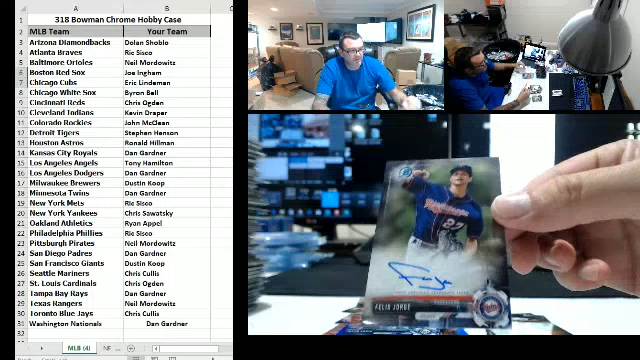 A
B
C
318 Bowman Chrome Hobby Case
MLB Team Your Team
Arizona Diamondbacks Dolan Shoblo
Atlanta Braves Ric Sisco
Baltimore Orioles Neil Mordowitz
Boston Red Sox Joe Ingham
Chicago Cubs Eric Lindeman
Chicago White Sox Byron Bell
Cincinnati Reds Chris Ogden
Cleveland Indians Kevin Draper
Colorado Rockies John McClean
Detroit Tigers Stephen Henson
Houston Astros Ronald Hillman
Kansas City Royals Dan Gardner
Los Angeles Angels Tony Hamilton
Los Angeles Dodgers Dan Gardner
Milwaukee Brewers Dustin Koop
Minnesota Twins Dan Gardner
New York Mets Ric Sisco
New York Yankees Chris Sawatsky
Oakland Athletics Ryan Appel
Philadelphia Phillies Ric Sisco
Pittsburgh Pirates Neil Mordowitz
San Diego Padres Dan Gardner
San Francisco Giants Dustin Koop
Seattle Mariners Chris Cullis
St. Louis Cardinals Chris Ogden
Tampa Bay Rays Dan Gardner
Texas Rangers Neil Mordowitz
Toronto Blue Jays Chris Cullis
Washington Nationals Dan Gardner
MLB (4)
27
FELIX JORGE
Twins